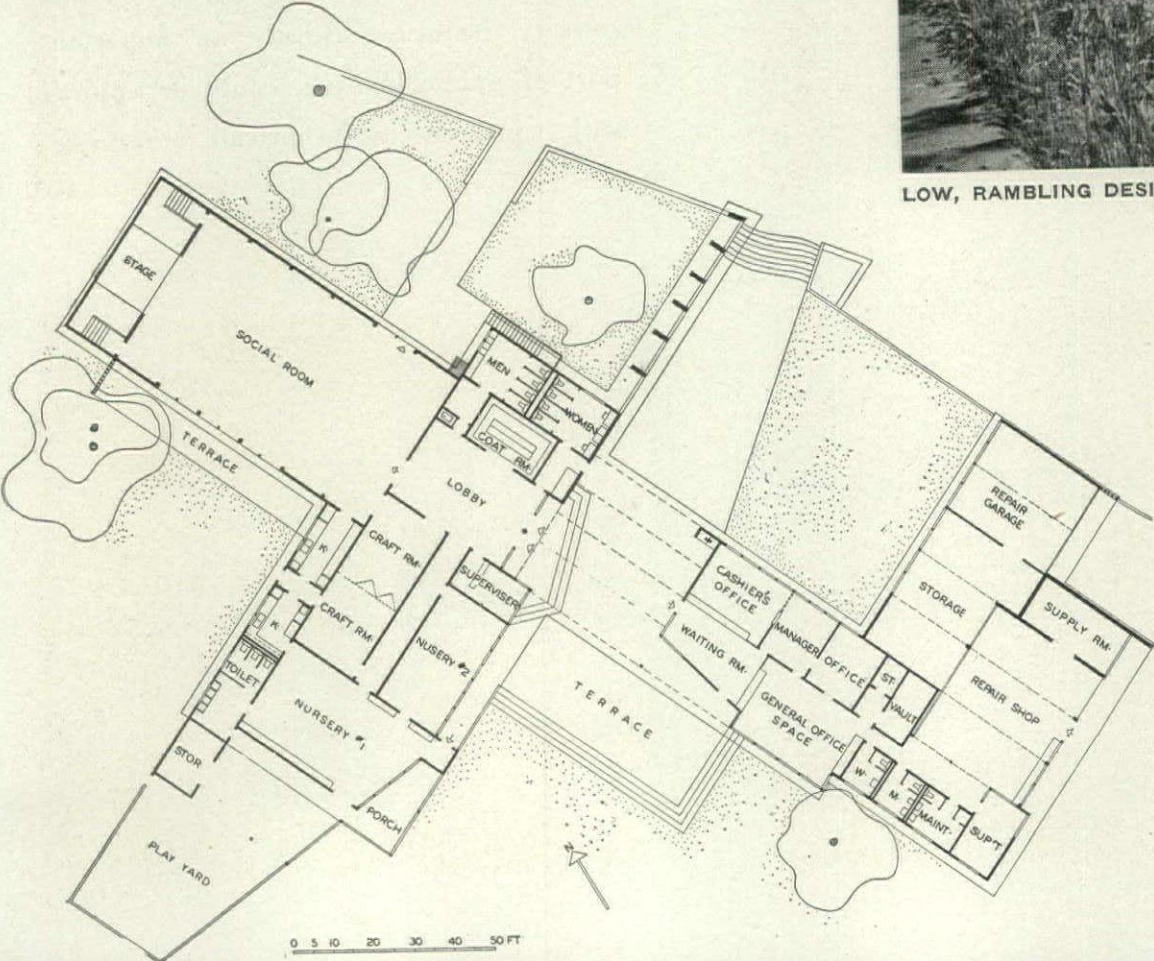 LOW, RAMBLING DESI
STAGE
SOCIAL ROOM
MEN
WOMEN
COAT RM.
TERRACE
LOBBY
K.
CRAFT RM.
SUPERVISER
CRAFT RM.
K.
NUSERY #2
TOILET
NURSERY #1
STOR
PORCH
PLAY YARD
REPAIR
GARAGE
CASHIER'S
OFFICE
STORAGE
SUPPLY RM.
WAITING RM.
MANAGER
OFFICE
ST.
VAULT
REPAIR SHOP
TERRACE
GENERAL OFFICE
SPACE
W.
M.
MAINT.
SUP'T
N
0 5 10 20 30 40 50 FT